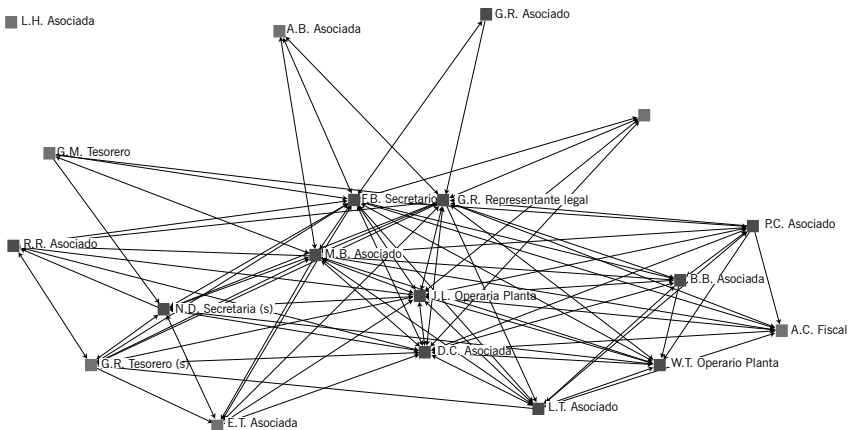 L.H. Asociada
G.R. Asociado
A.B. Asociada
G.M. Tesorero
F.B. Secretario
G.R. Representante legal
P.C. Asociado
R.R. Asociado
M.B. Asociado
B.B. Asociada
J.L. Operaria Planta
N.D. Secretaria (s)
A.C. Fiscal
D.C. Asociada
G.R. Tesorero (s)
W.T. Operario Planta
L.T. Asociado
E.T. Asociada